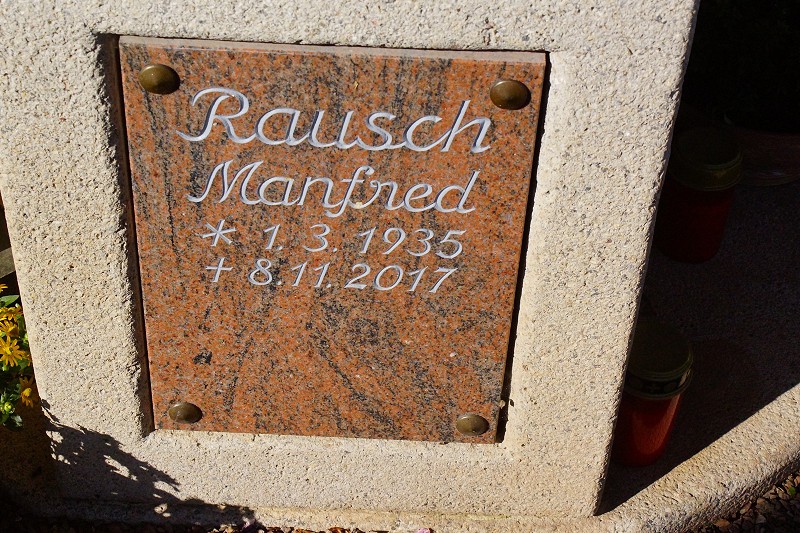 Rausch
Manfred
* 1. 3. 1935
+ 8.11.2017